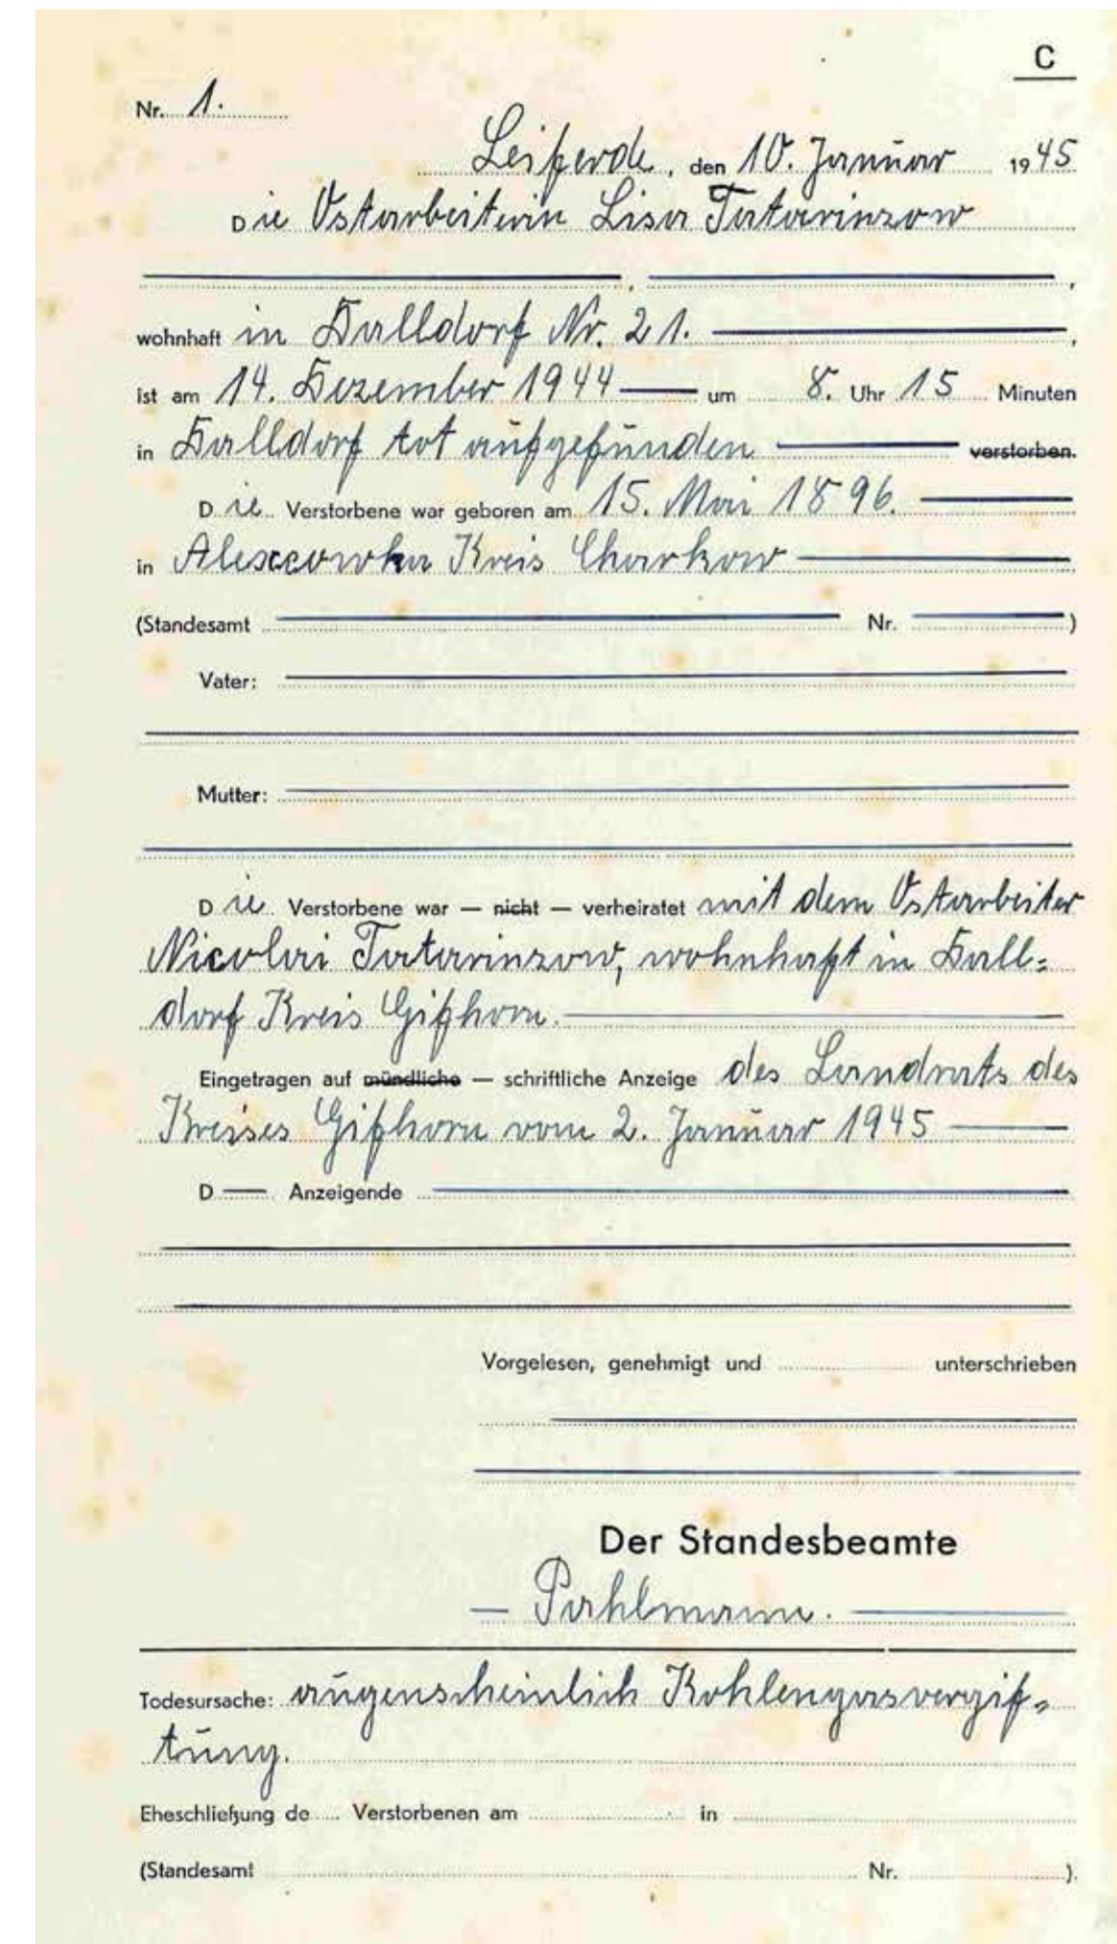 C
Nr. 1.
Leiferde, den 10. Januar 1945
Die Ostarbeiterin Lisa Tatarinzow
wohnhaft in Dalldorf Nr. 21.
ist am 14. Dezember 1944 um 8. Uhr 15 Minuten
in Dalldorf tot aufgefunden verstorben.
Die Verstorbene war geboren am 15. Mai 1896.
in Alexcowka Kreis Charkow
(Standesamt Nr. )
Vater:
Mutter:
Die Verstorbene war — nicht — verheiratet mit dem Ostarbeiter
Nicolai Tatarinzow, wohnhaft in Dall=
dorf Kreis Gifhorn.
Eingetragen auf mündliche — schriftliche Anzeige des Landrats des
Kreises Gifhorn vom 2. Januar 1945
D Anzeigende
Vorgelesen, genehmigt und unterschrieben
Der Standesbeamte
Pahlmann.
Todesursache: augenscheinlich Kohlengasvergif=
tung.
Eheschließung de Verstorbenen am in
(Standesamt Nr. ).